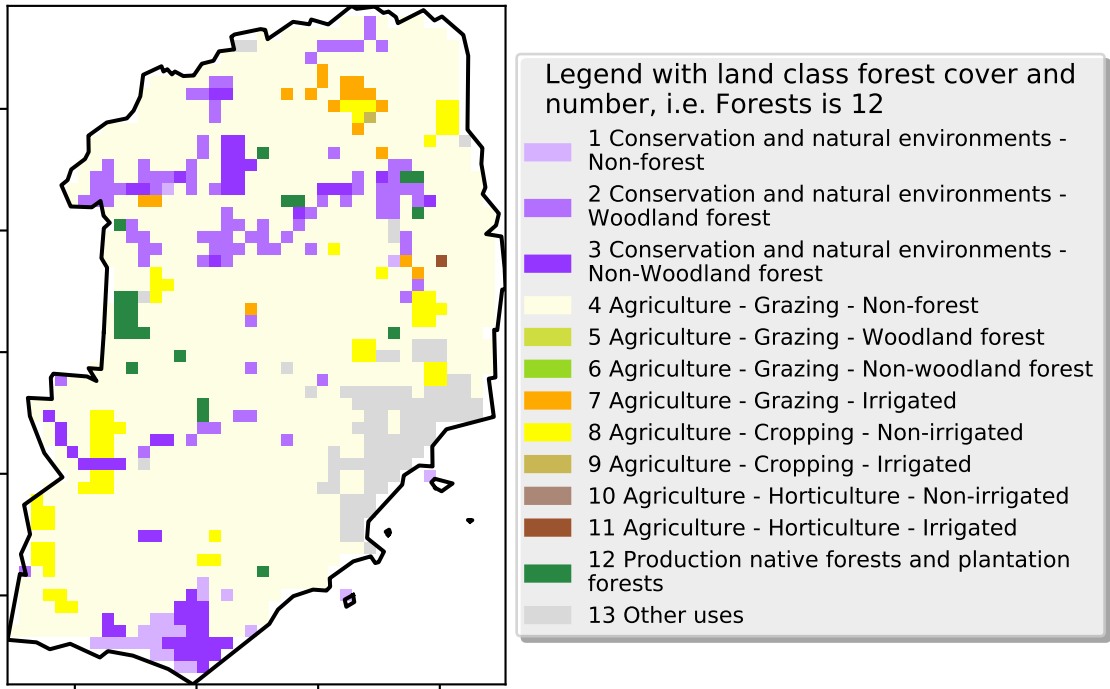 Legend with land class forest cover and
number, i.e. Forests is 12
1 Conservation and natural environments -
Non-forest
2 Conservation and natural environments -
Woodland forest
3 Conservation and natural environments -
Non-Woodland forest
4 Agriculture - Grazing - Non-forest
5 Agriculture - Grazing - Woodland forest
6 Agriculture - Grazing - Non-woodland forest
7 Agriculture - Grazing - Irrigated
8 Agriculture - Cropping - Non-irrigated
9 Agriculture - Cropping - Irrigated
10 Agriculture - Horticulture - Non-irrigated
11 Agriculture - Horticulture - Irrigated
12 Production native forests and plantation
forests
13 Other uses